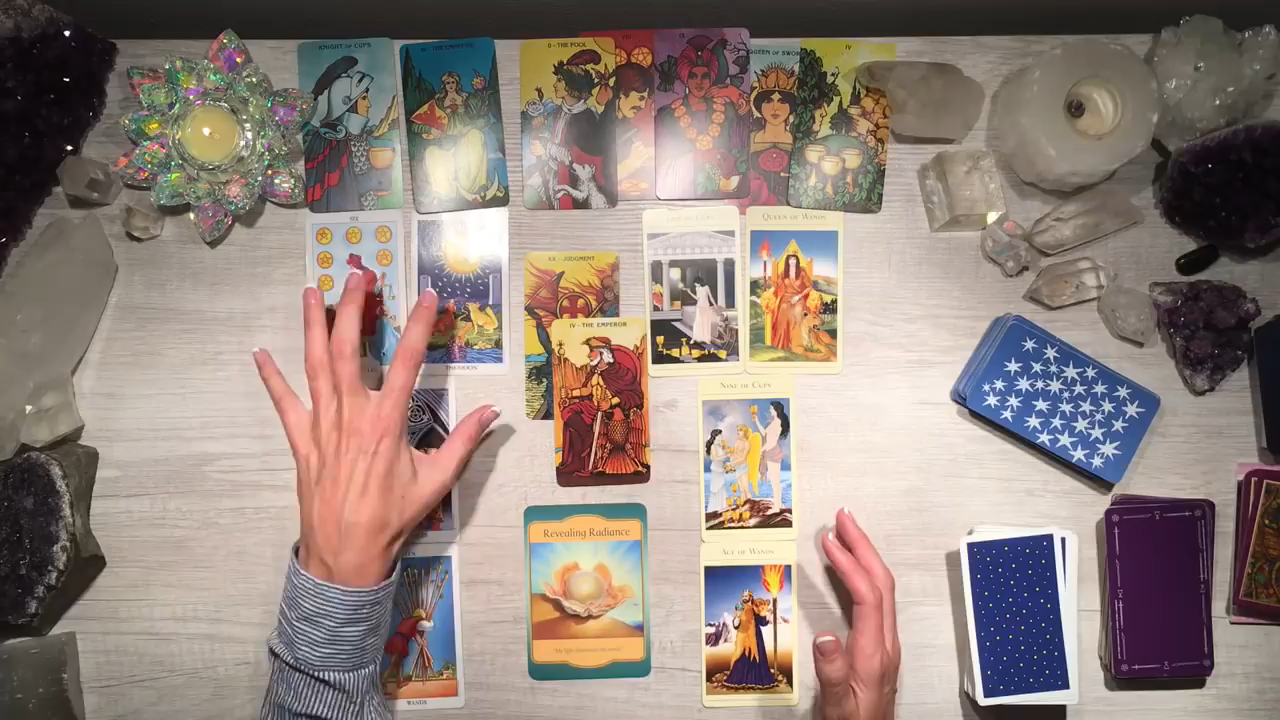 KNIGHT OF CUPS
III - THE EMPRESS
0 - THE FOOL
QUEEN OF SWOR
IV
SIX
THE MOON
XX - JUDGMENT
QUEEN OF WANDS
IV - THE EMPEROR
NINE OF CUPS
Revealing Radiance
ACE OF WANDS
WANDS